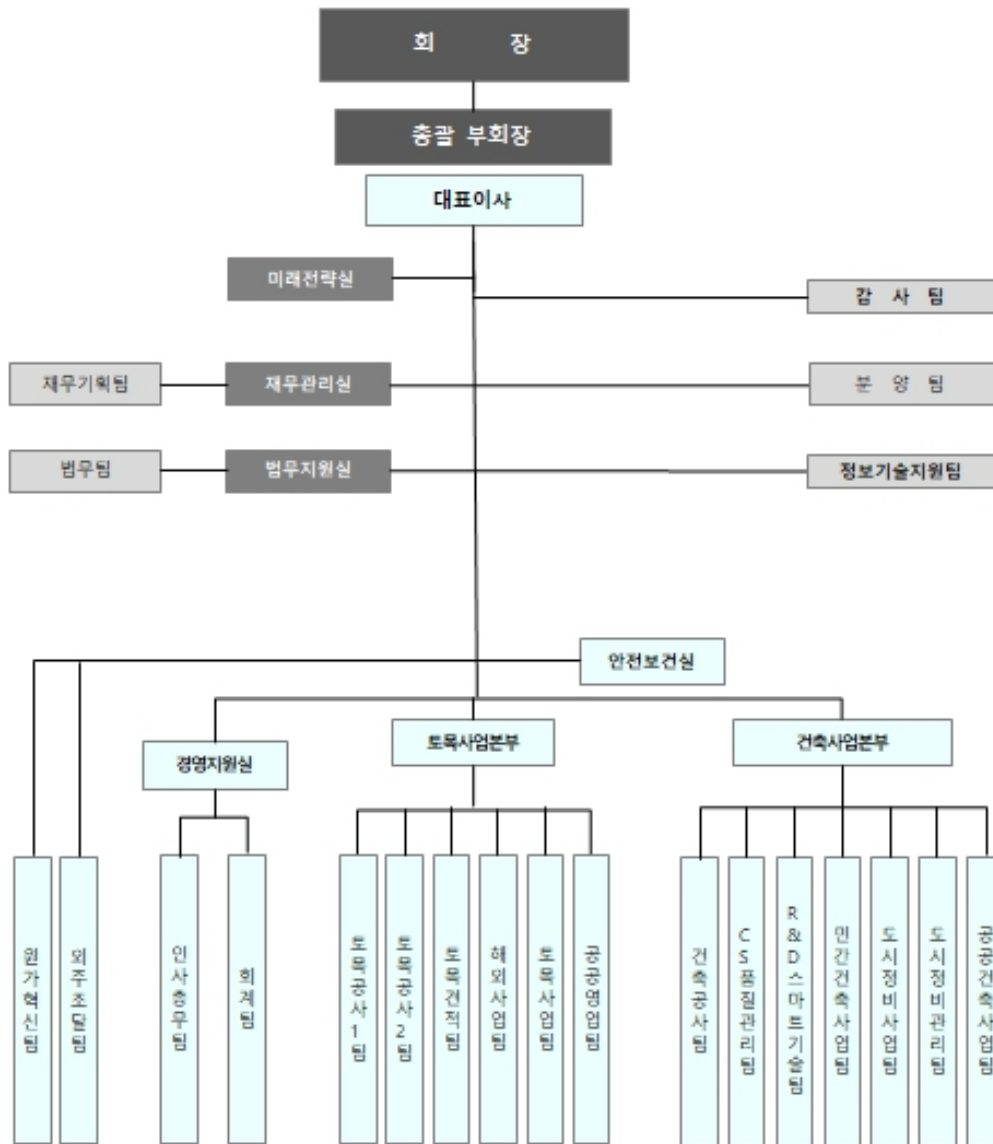 회 장
총괄 부회장
대표이사
미래전략실
감 사 팀
재무기획팀
재무관리실
분 양 팀
법무팀
법무지원실
정보기술지원팀
안전보건실
경영지원실
토목사업본부
건축사업본부
원가혁신팀
외주조달팀
인사총무팀
회계팀
토목공사1팀
토목공사2팀
토목견적팀
해외사업팀
토목사업팀
공공영업팀
건축공사팀
CS품질관리팀
R&D스마트기술팀
민간건축사업팀
도시정비사업팀
도시정비관리팀
공공건축사업팀